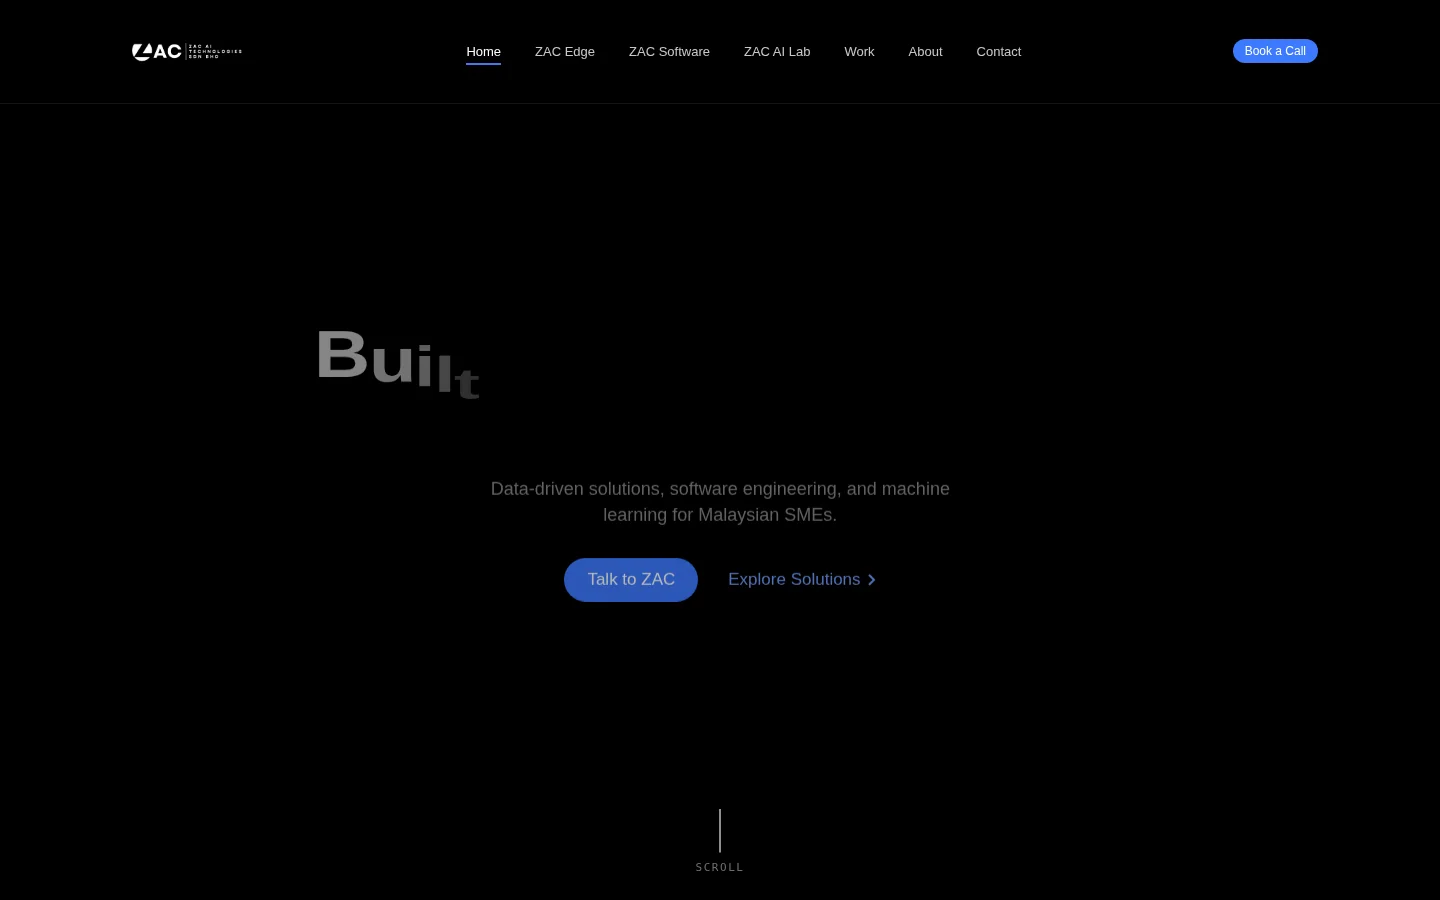 ZAC
ZAC AI
TECHNOLOGIES
SDN BHD
Home
ZAC Edge
ZAC Software
ZAC AI Lab
Work
About
Contact
Book a Call
Built
Data-driven solutions, software engineering, and machine
learning for Malaysian SMEs.
Talk to ZAC
Explore Solutions
SCROLL